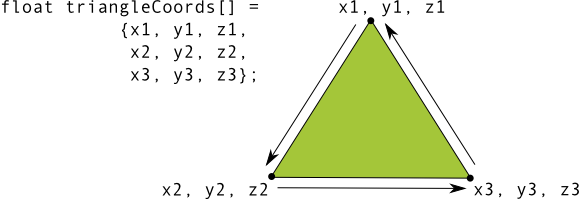 float triangleCoords[] =
{x1, y1, z1,
x2, y2, z2,
x3, y3, z3};
x1, y1, z1
x2, y2, z2
x3, y3, z3